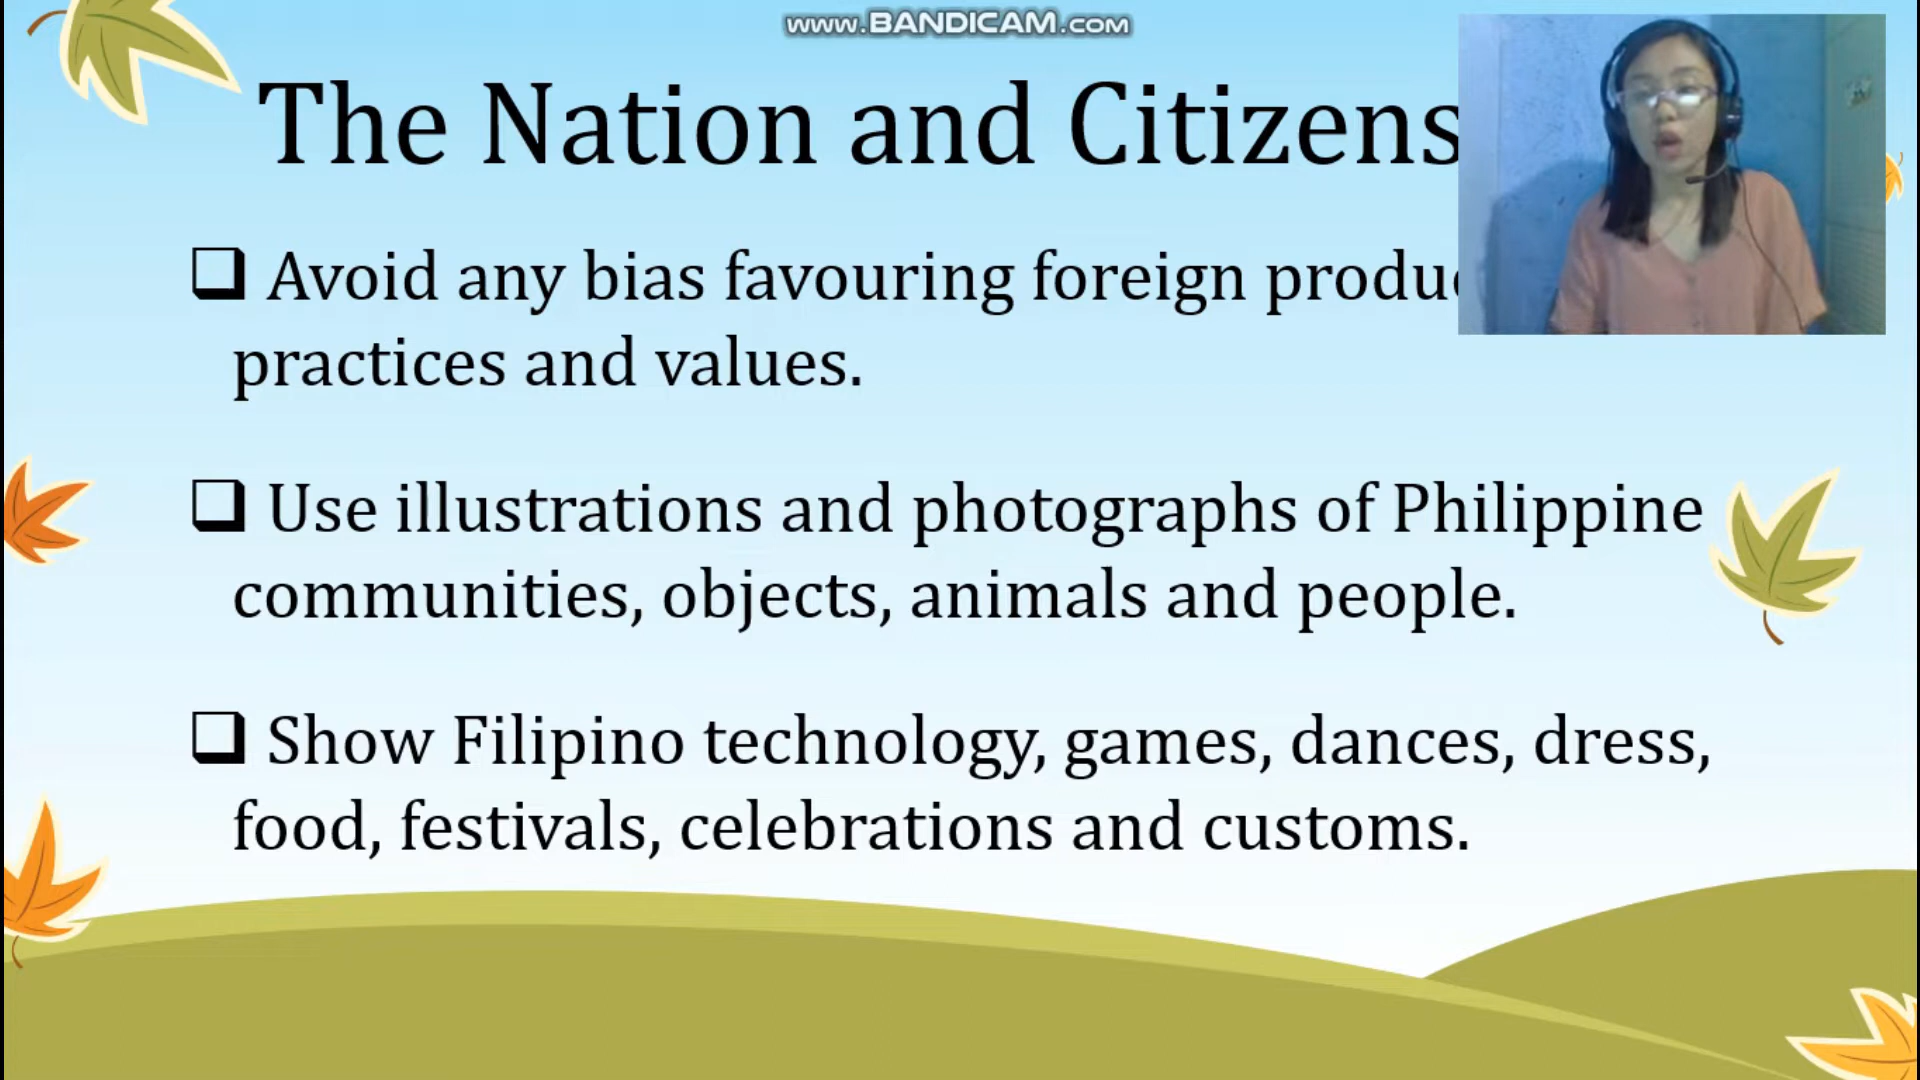 www.BANDICAM.com
The Nation and Citizens
Avoid any bias favouring foreign
practices and values.
Use illustrations and photographs of Philippine
communities, objects, animals and people.
Show Filipino technology, games, dances, dress,
food, festivals, celebrations and customs.